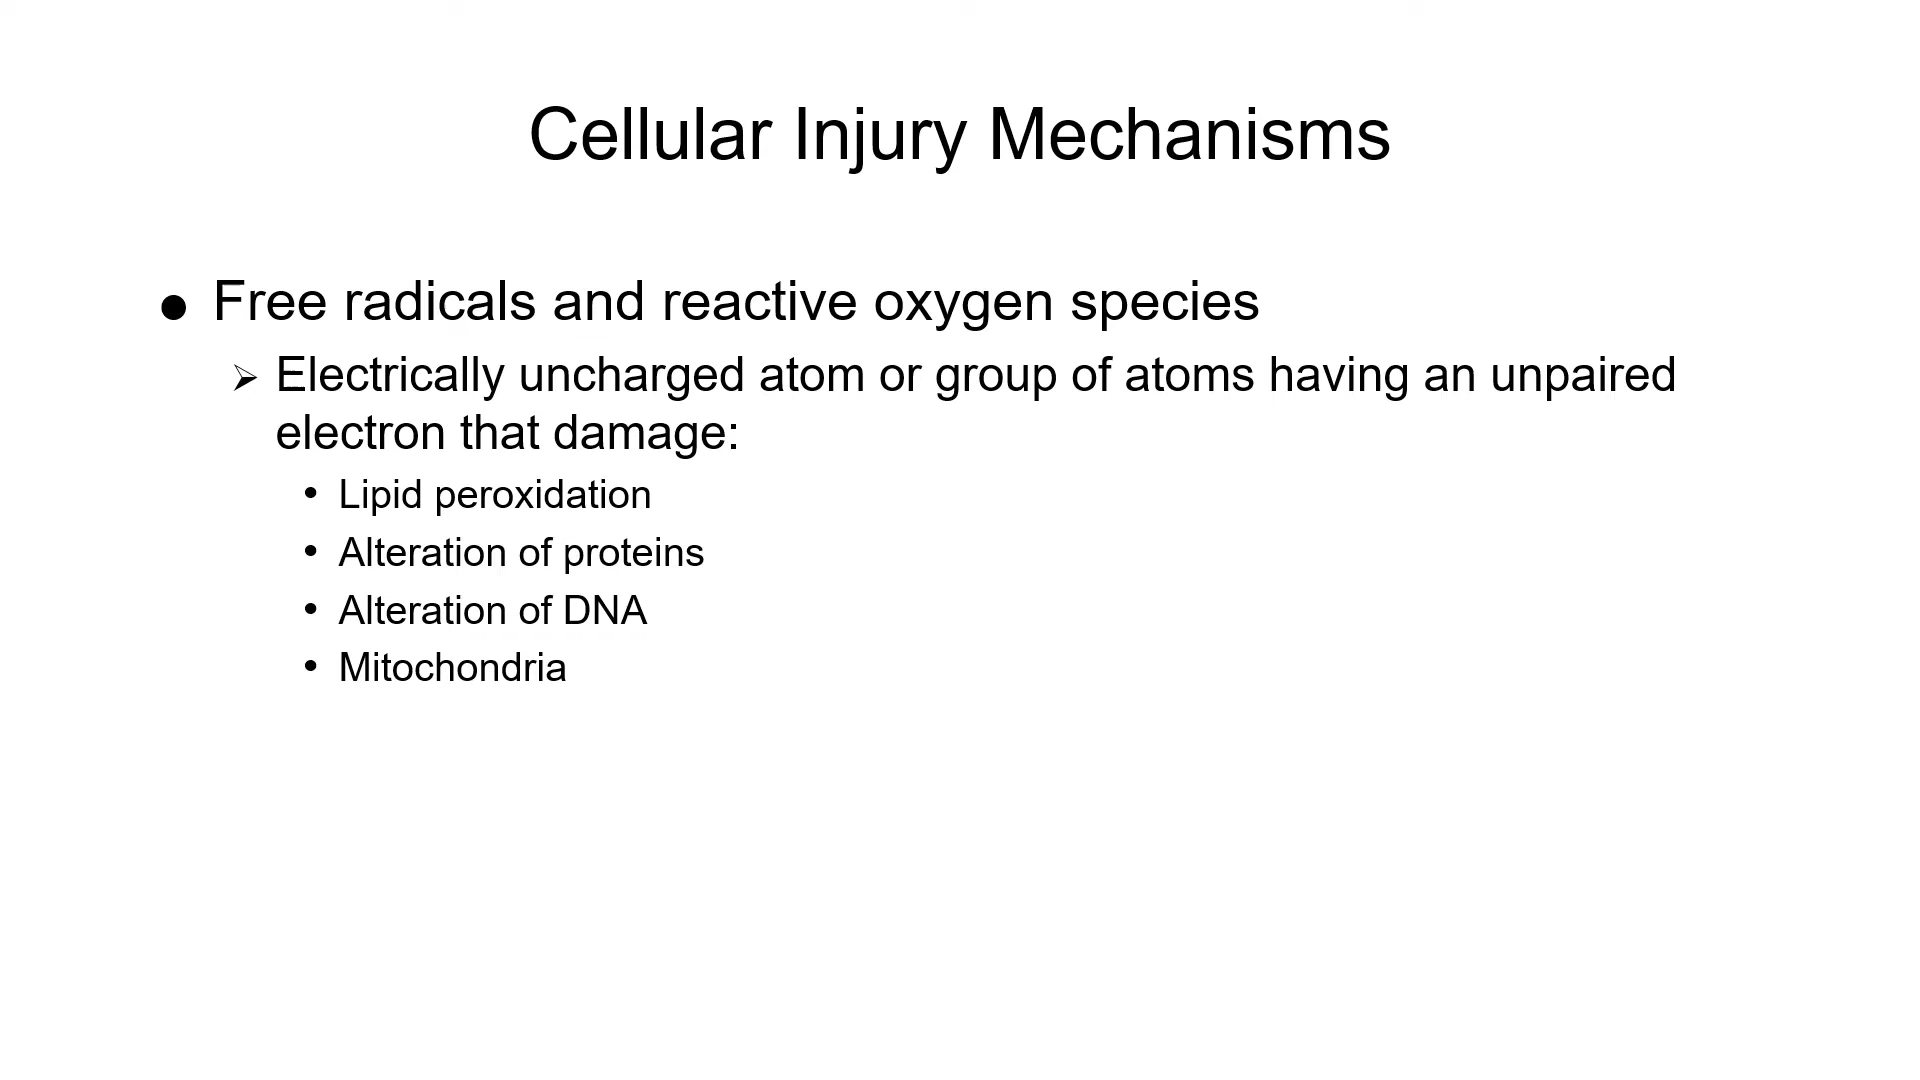 Cellular Injury Mechanisms
● Free radicals and reactive oxygen species
➢ Electrically uncharged atom or group of atoms having an unpaired
electron that damage:
• Lipid peroxidation
• Alteration of proteins
• Alteration of DNA
• Mitochondria